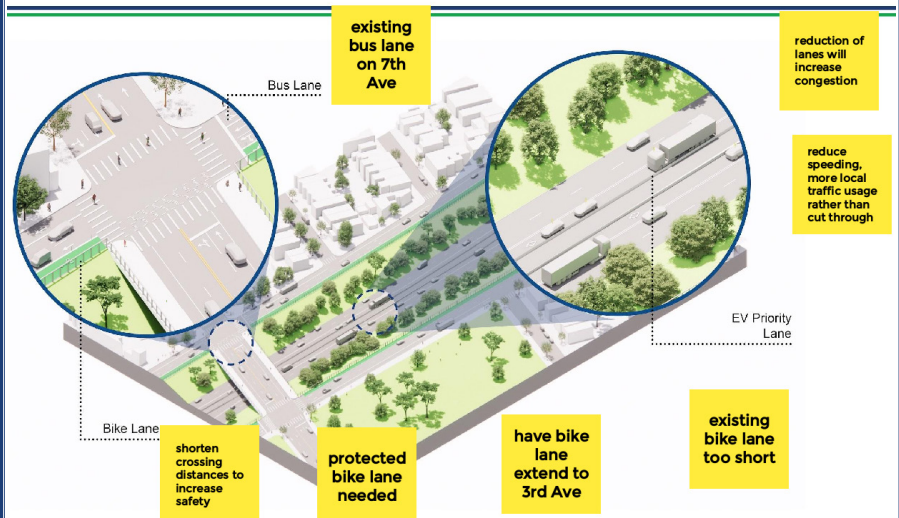 existing
bus lane
on 7th
Ave
reduction of
lanes will
increase
congestion
Bus Lane
reduce
speeding,
more local
traffic usage
rather than
cut through
EV Priority
Lane
Bike Lane
shorten
crossing
distances to
increase
safety
protected
bike lane
needed
have bike
lane
extend to
3rd Ave
existing
bike lane
too short